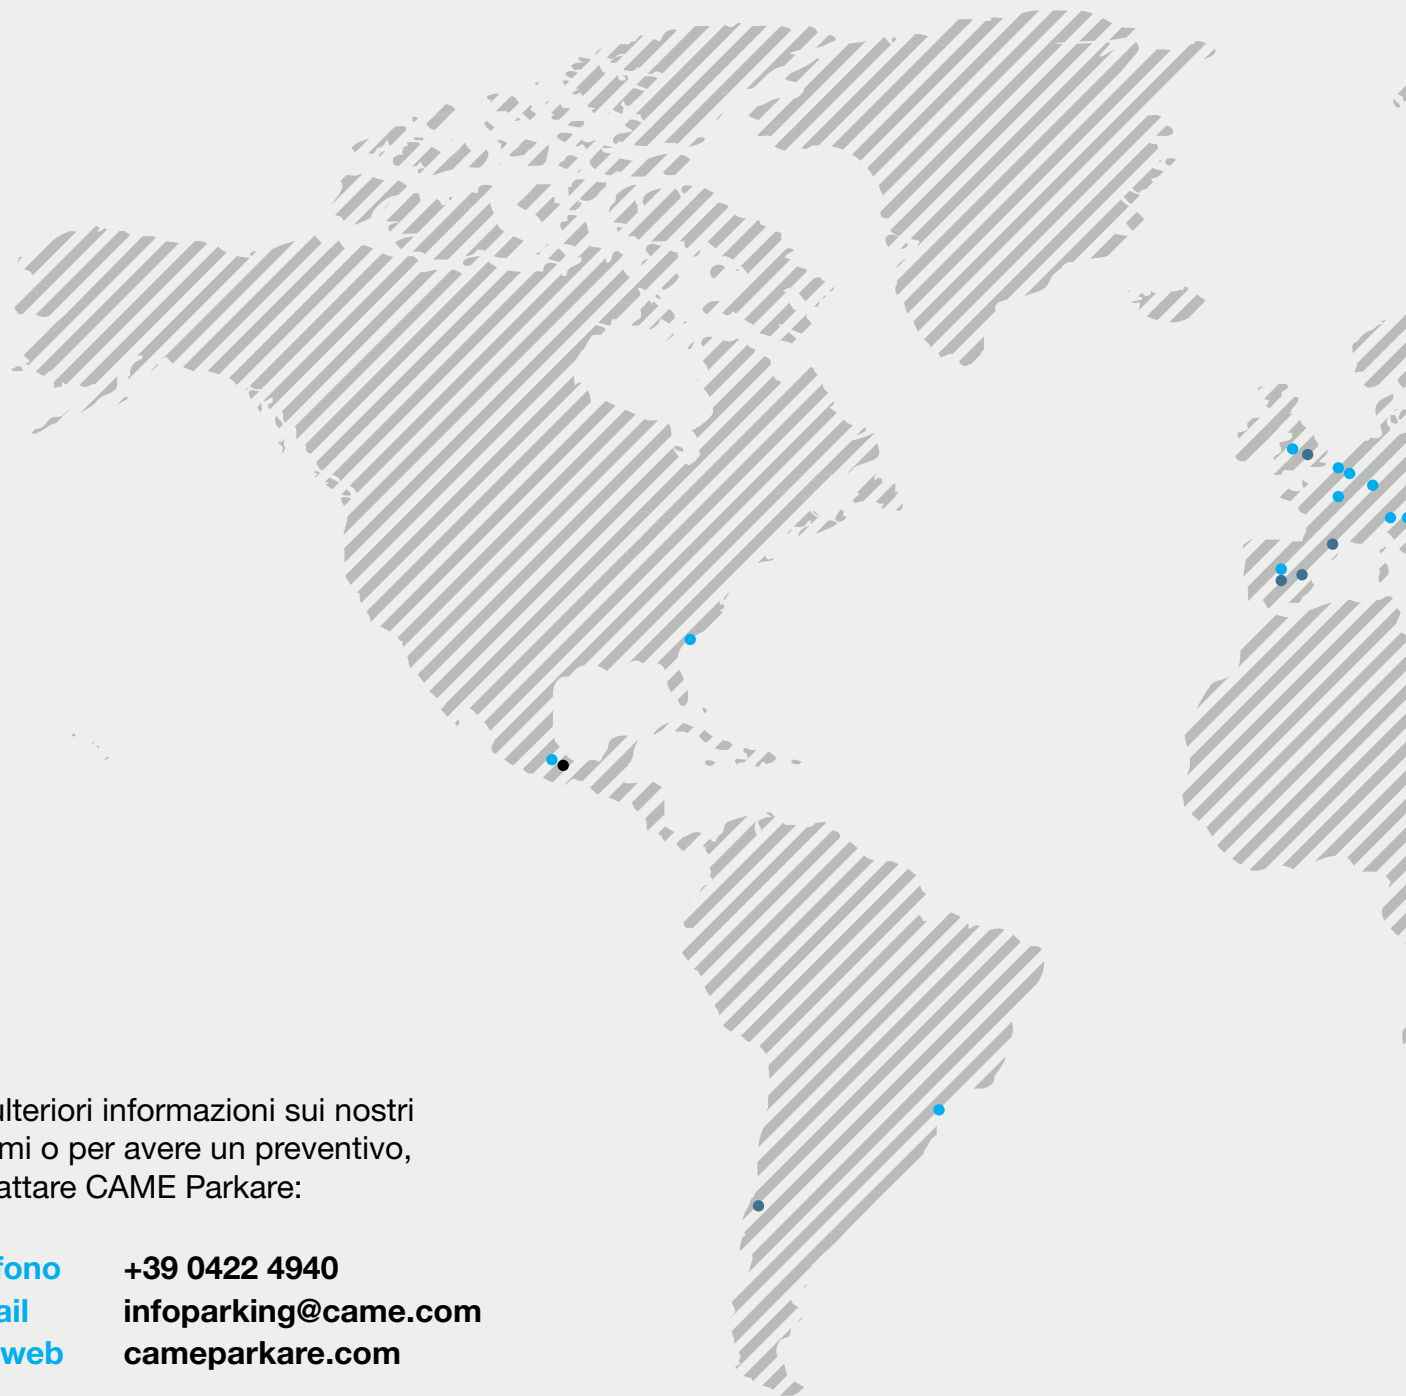 ulteriori informazioni sui nostri
mi o per avere un preventivo,
attare CAME Parkare:
fono +39 0422 4940
ail infoparking@came.com
web cameparkare.com